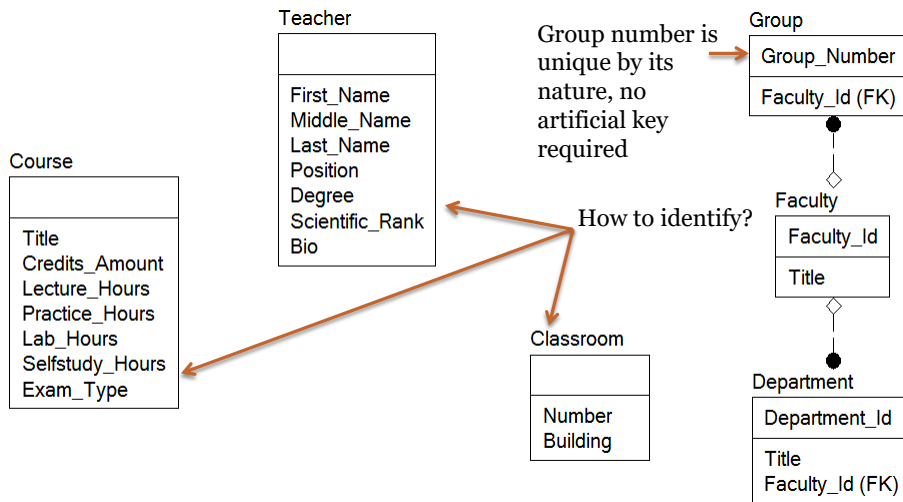 Teacher
First_Name
Middle_Name
Last_Name
Position
Degree
Scientific_Rank
Bio
Course
Title
Credits_Amount
Lecture_Hours
Practice_Hours
Lab_Hours
Selfstudy_Hours
Exam_Type
Group number is
unique by its
nature, no
artificial key
required
How to identify?
Classroom
Number
Building
Group
Group_Number
Faculty_Id (FK)
Faculty
Faculty_Id
Title
Department
Department_Id
Title
Faculty_Id (FK)